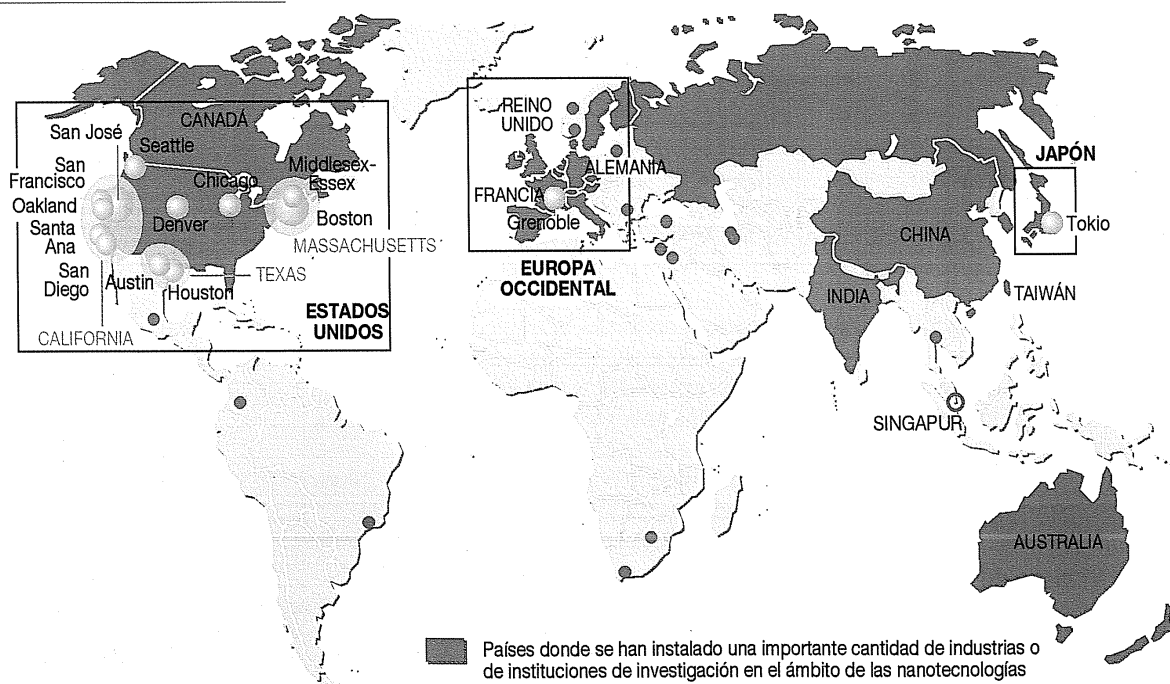 CANADÁ
San José
Seattle
San
Francisco
Chicago
Middlesex-
Essex
Oakland
Denver
Boston
Santa
Ana
MASSACHUSETTS
San
Diego
Austin
Houston
TEXAS
CALIFORNIA
ESTADOS
UNIDOS
REINO
UNIDO
ALEMANIA
FRANCIA
Grenoble
EUROPA
OCCIDENTAL
JAPÓN
Tokio
CHINA
INDIA
TAIWÁN
SINGAPUR
AUSTRALIA
Países donde se han instalado una importante cantidad de industrias o
de instituciones de investigación en el ámbito de las nanotecnologías